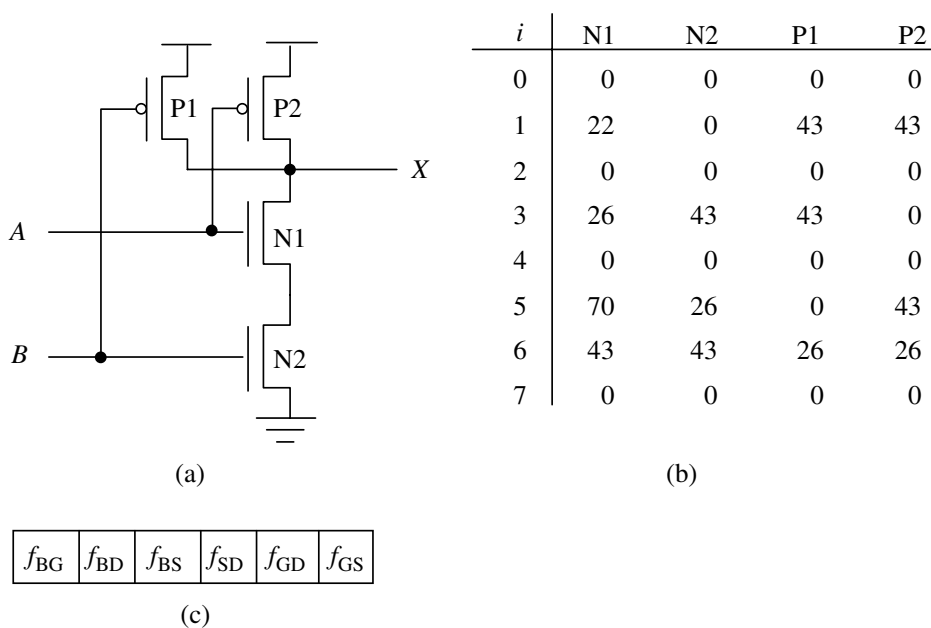 P1
P2
X
A
N1
B
N2
(a)
i N1 N2 P1 P2
0 0 0 0 0
1 22 0 43 43
2 0 0 0 0
3 26 43 43 0
4 0 0 0 0
5 70 26 0 43
6 43 43 26 26
7 0 0 0 0
(b)
fBG fBD fBS fSD fGD fGS
(c)